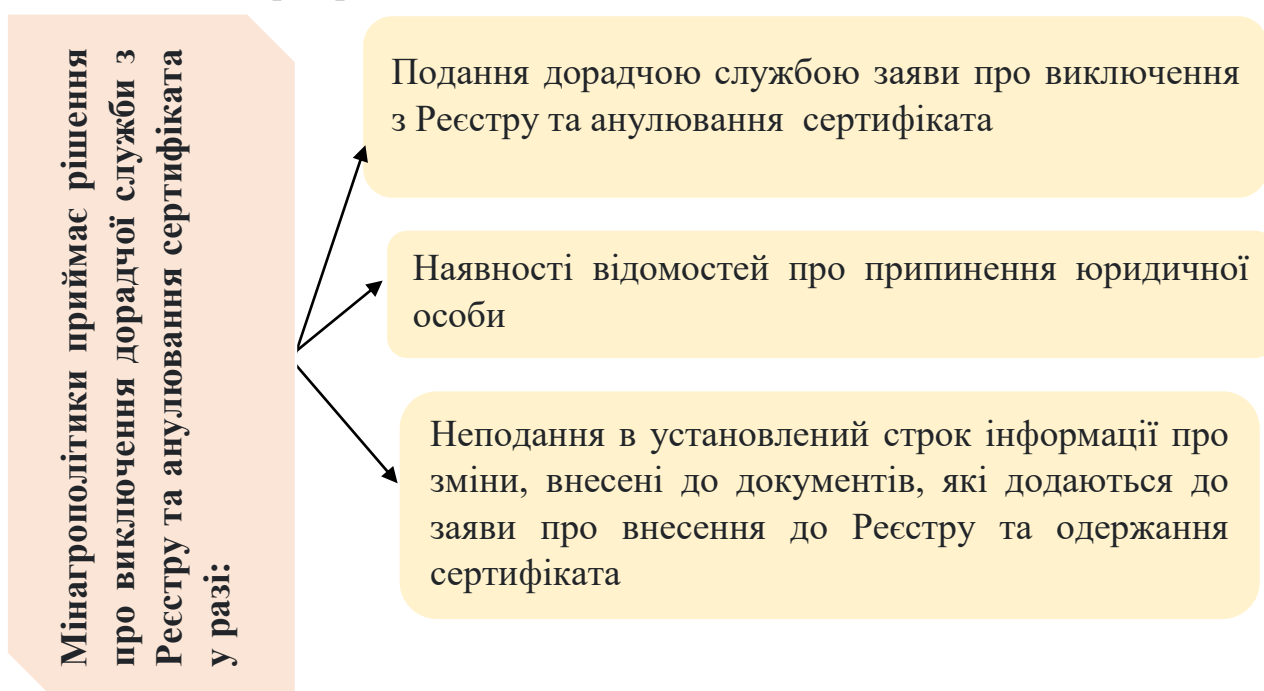 Мінагрополітики приймає рішення
про виключення дорадчої служби з
Реєстру та анулювання сертифіката
у разі:
Подання дорадчою службою заяви про виключення
з Реєстру та анулювання сертифіката
Наявності відомостей про припинення юридичної
особи
Неподання в установлений строк інформації про
зміни, внесені до документів, які додаються до
заяви про внесення до Реєстру та одержання
сертифіката